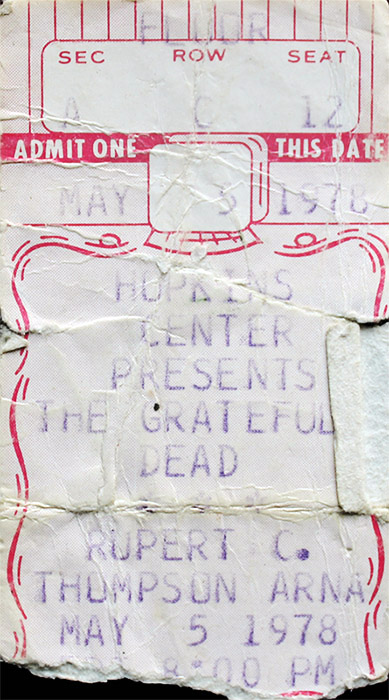 FLOOR
SEC ROW SEAT
A C 12
ADMIT ONE THIS DATE
MAY 5 1978
HOPKINS
CENTER
PRESENTS
THE GRATEFUL
DEAD
RUPERT C.
THOMPSON ARNA
MAY 5 1978
8:00 PM